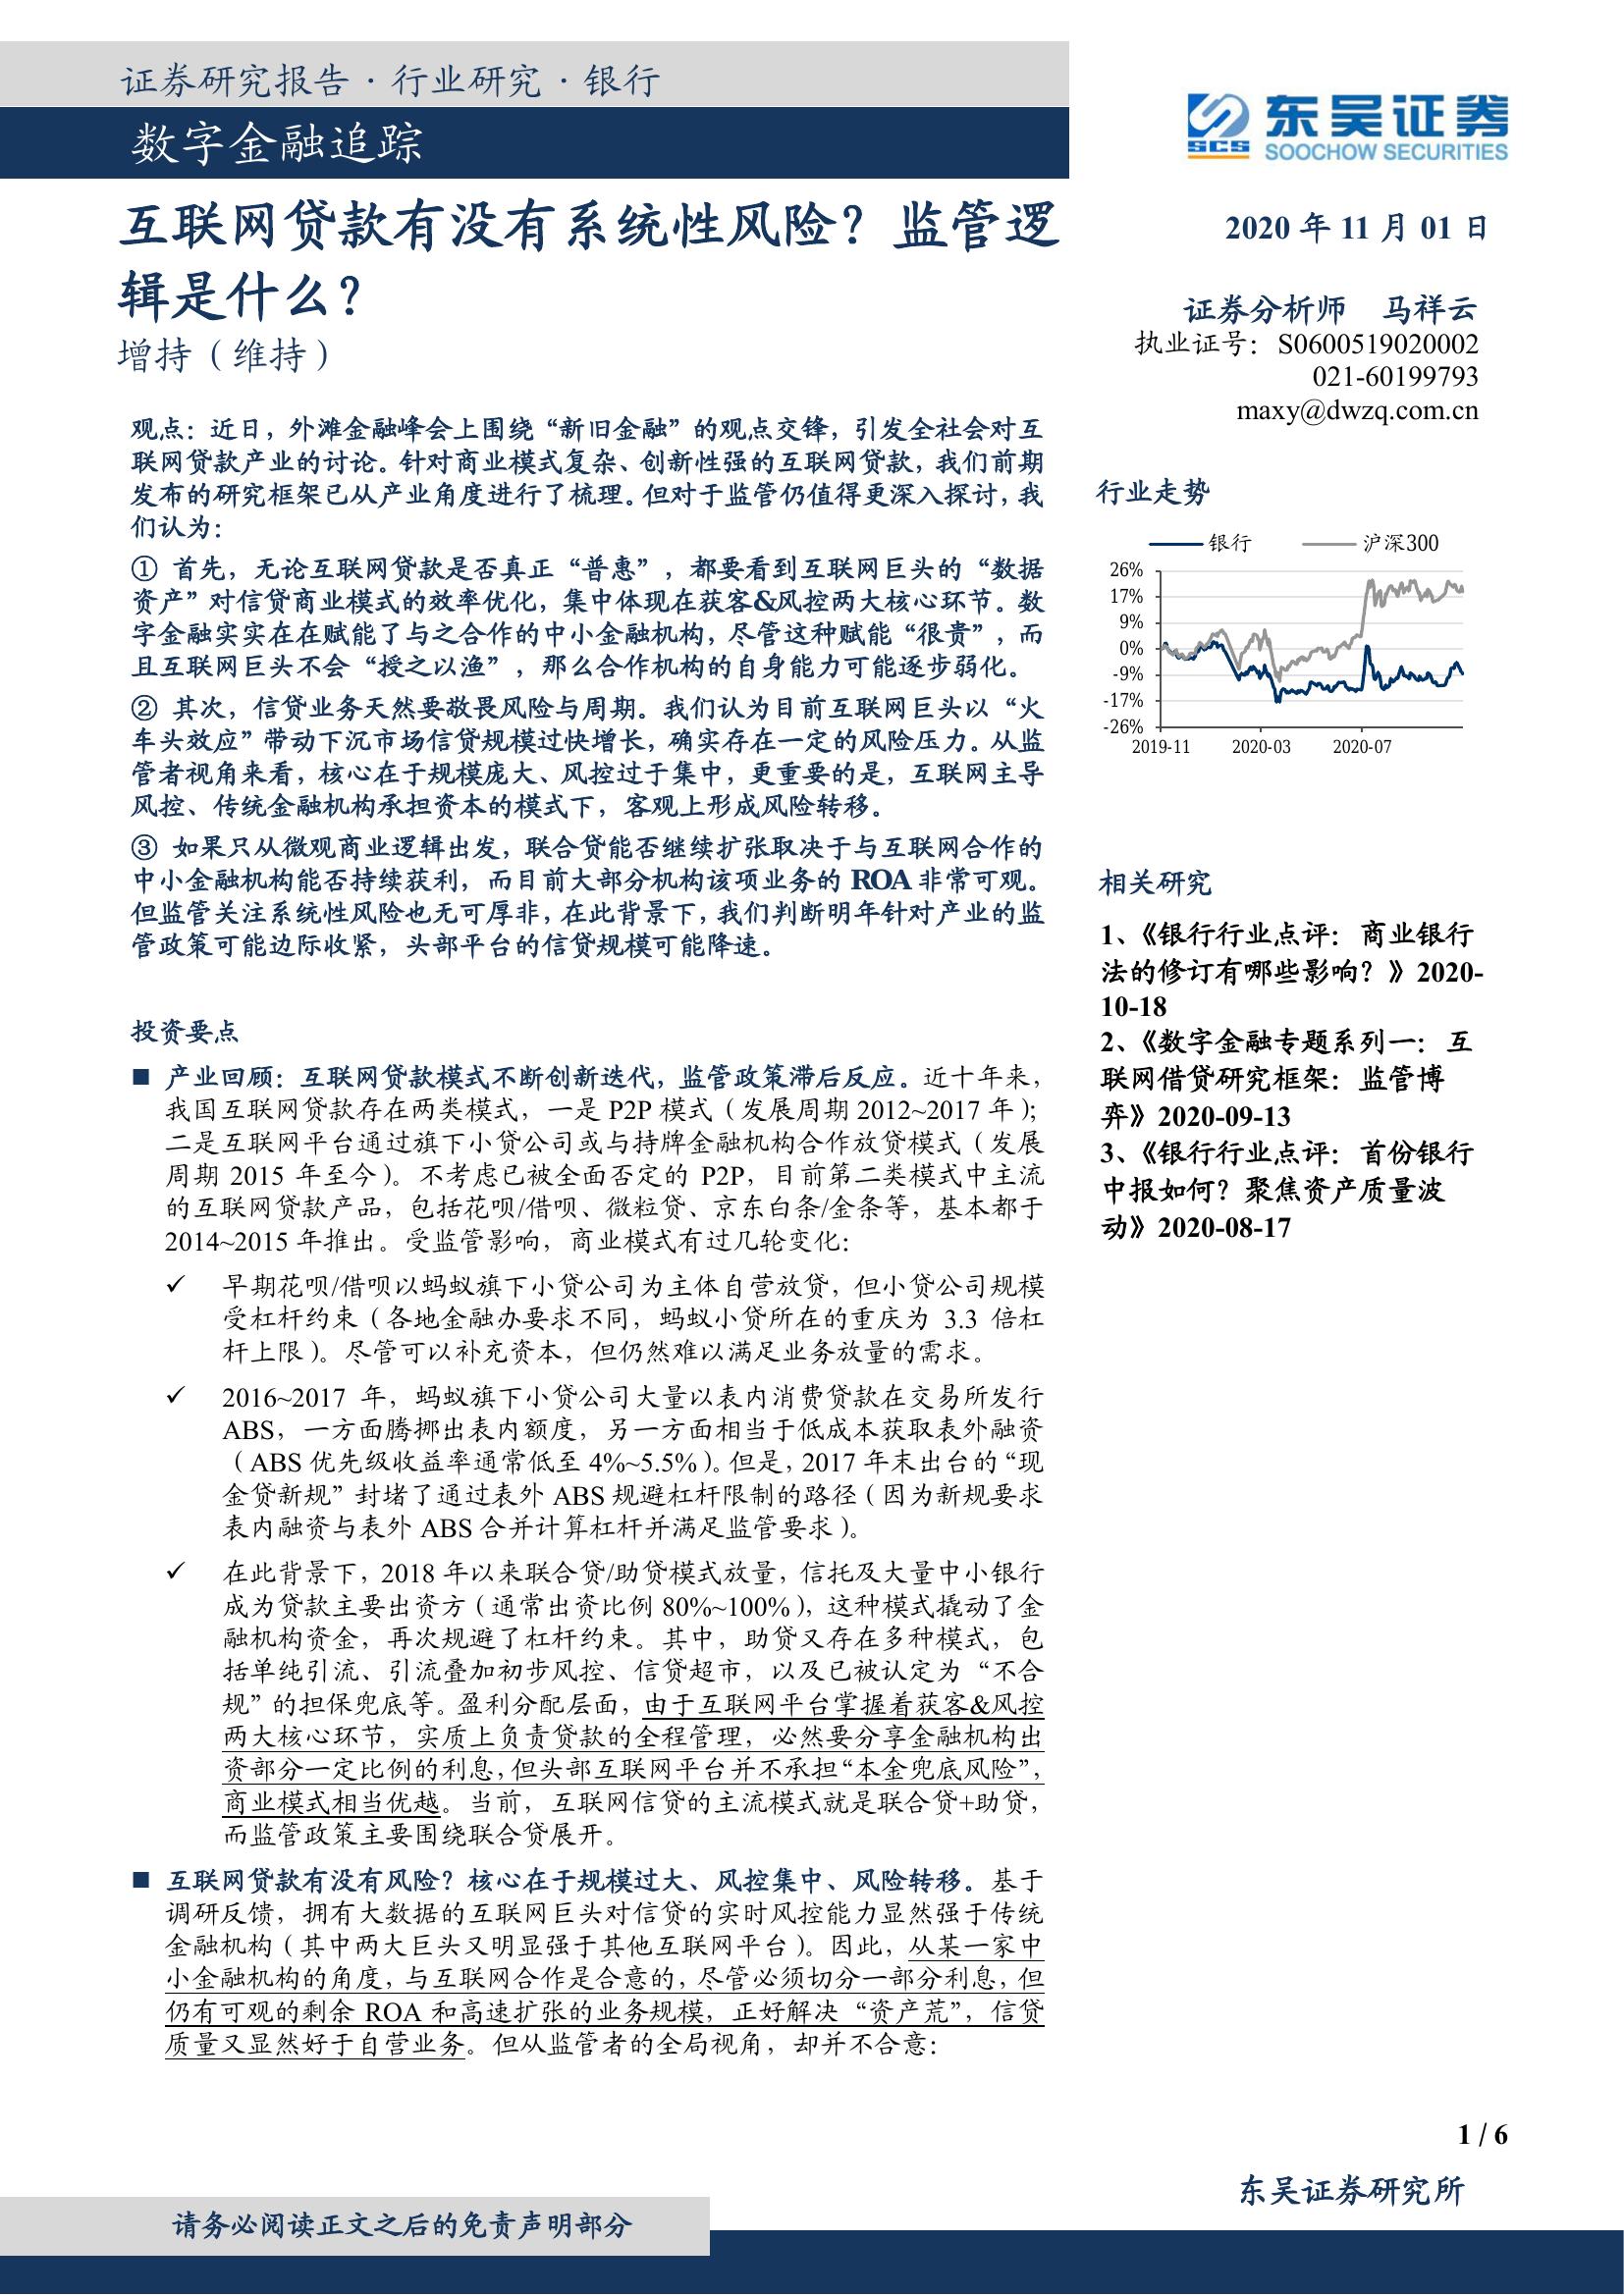 证券研究报告 · 行业研究 · 银行
数字金融追踪
东吴证券
SCS
SOOCHOW SECURITIES
互联网贷款有没有系统性风险？监管逻
辑是什么？
增持（维持）
2020 年 11 月 01 日
证券分析师 马祥云
执业证号：S0600519020002
021-60199793
maxy@dwzq.com.cn
观点：近日，外滩金融峰会上围绕“新旧金融”的观点交锋，引发全社会对互
联网贷款产业的讨论。针对商业模式复杂、创新性强的互联网贷款，我们前期
发布的研究框架已从产业角度进行了梳理。但对于监管仍值得更深入探讨，我
们认为：
① 首先，无论互联网贷款是否真正“普惠”，都要看到互联网巨头的“数据
资产”对信贷商业模式的效率优化，集中体现在获客&风控两大核心环节。数
字金融实实在在赋能了与之合作的中小金融机构，尽管这种赋能“很贵”，而
且互联网巨头不会“授之以渔”，那么合作机构的自身能力可能逐步弱化。
② 其次，信贷业务天然要敬畏风险与周期。我们认为目前互联网巨头以“火
车头效应”带动下沉市场信贷规模过快增长，确实存在一定的风险压力。从监
管者视角来看，核心在于规模庞大、风控过于集中，更重要的是，互联网主导
风控、传统金融机构承担资本的模式下，客观上形成风险转移。
③ 如果只从微观商业逻辑出发，联合贷能否继续扩张取决于与互联网合作的
中小金融机构能否持续获利，而目前大部分机构该项业务的 ROA 非常可观。
但监管关注系统性风险也无可厚非，在此背景下，我们判断明年针对产业的监
管政策可能边际收紧，头部平台的信贷规模可能降速。
投资要点
■ 产业回顾：互联网贷款模式不断创新迭代，监管政策滞后反应。近十年来，
我国互联网贷款存在两类模式，一是 P2P 模式（发展周期 2012~2017 年）；
二是互联网平台通过旗下小贷公司或与持牌金融机构合作放贷模式（发展
周期 2015 年至今）。不考虑已被全面否定的 P2P，目前第二类模式中主流
的互联网贷款产品，包括花呗/借呗、微粒贷、京东白条/金条等，基本都于
2014~2015 年推出。受监管影响，商业模式有过几轮变化：
✓ 早期花呗/借呗以蚂蚁旗下小贷公司为主体自营放贷，但小贷公司规模
受杠杆约束（各地金融办要求不同，蚂蚁小贷所在的重庆为 3.3 倍杠
杆上限）。尽管可以补充资本，但仍然难以满足业务放量的需求。
✓ 2016~2017 年，蚂蚁旗下小贷公司大量以表内消费贷款在交易所发行
ABS，一方面腾挪出表内额度，另一方面相当于低成本获取表外融资
（ABS 优先级收益率通常低至 4%~5.5%）。但是，2017 年末出台的“现
金贷新规”封堵了通过表外 ABS 规避杠杆限制的路径（因为新规要求
表内融资与表外 ABS 合并计算杠杆并满足监管要求）。
✓ 在此背景下，2018 年以来联合贷/助贷模式放量，信托及大量中小银行
成为贷款主要出资方（通常出资比例 80%~100%），这种模式撬动了金
融机构资金，再次规避了杠杆约束。其中，助贷又存在多种模式，包
括单纯引流、引流叠加初步风控、信贷超市，以及已被认定为“不合
规”的担保兜底等。盈利分配层面，由于互联网平台掌握着获客&风控
两大核心环节，实质上负责贷款的全程管理，必然要分享金融机构出
资部分一定比例的利息，但头部互联网平台并不承担“本金兜底风险”，
商业模式相当优越。当前，互联网信贷的主流模式就是联合贷+助贷，
而监管政策主要围绕联合贷展开。
■ 互联网贷款有没有风险？核心在于规模过大、风控集中、风险转移。基于
调研反馈，拥有大数据的互联网巨头对信贷的实时风控能力显然强于传统
金融机构（其中两大巨头又明显强于其他互联网平台）。因此，从某一家中
小金融机构的角度，与互联网合作是合意的，尽管必须切分一部分利息，但
仍有可观的剩余 ROA 和高速扩张的业务规模，正好解决“资产荒”，信贷
质量又显然好于自营业务。但从监管者的全局视角，却并不合意：
行业走势
银行 沪深300
26%
17%
9%
0%
-9%
-17%
-26%
2019-11 2020-03 2020-07
相关研究
1、《银行行业点评：商业银行
法的修订有哪些影响？》2020-
10-18
2、《数字金融专题系列一：互
联网借贷研究框架：监管博
弈》2020-09-13
3、《银行行业点评：首份银行
中报如何？聚焦资产质量波
动》2020-08-17
1 / 6
东吴证券研究所
请务必阅读正文之后的免责声明部分